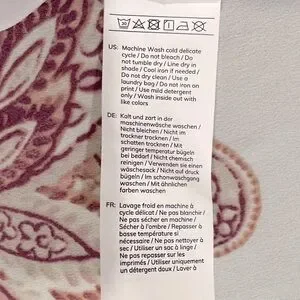 US: Machine Wash cold delicate
cycle / Do not bleach / Do
not tumble dry / Line dry in
shade / Cool iron if needed /
Do not dry clean / Use a
laundry bag / Do not iron on
print / Use mild detergent
only / Wash inside out with
like colors
DE: Kalt und zart in der
maschinenwäsche waschen /
Nicht bleichen / Nicht im
trockner trocknen / Im
schatten trocknen / Mit
geringer temperatur bügeln
bei bedarf / Nicht chemisch
reinigen / Verwenden sie einen
wäschesack / Nicht auf druck
bügeln / Im schonwaschgang
waschen / Mit ähnlichen
farben waschen
FR: Lavage froid en machine à
cycle délicat / Ne pas blanchir /
Ne pas sécher en machine /
Sécher à l'ombre / Repasser à
basse température si
nécessaire / Ne pas nettoyer à
sec / Utiliser un sac à linge /
Ne pas repasser sur les
imprimés / Utiliser uniquement
un détergent doux / Laver à